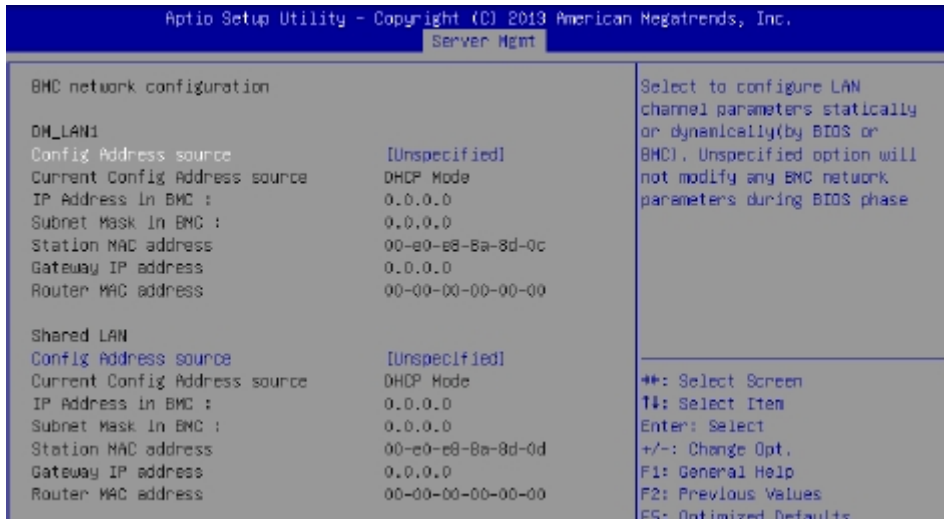 Aptio Setup Utility - Copyright (C) 2013 American Megatrends, Inc.
Server Mgmt
BMC network configuration
DM_LAN1
Config Address source [Unspecified]
Current Config Address source DHCP Mode
IP Address in BMC : 0.0.0.0
Subnet Mask in BMC : 0.0.0.0
Station MAC address 00-e0-e8-8a-8d-0c
Gateway IP address 0.0.0.0
Router MAC address 00-00-00-00-00-00
Shared LAN
Config Address source [Unspecified]
Current Config Address source DHCP Mode
IP Address in BMC : 0.0.0.0
Subnet Mask in BMC : 0.0.0.0
Station MAC address 00-e0-e8-8a-8d-0d
Gateway IP address 0.0.0.0
Router MAC address 00-00-00-00-00-00
Select to configure LAN
channel parameters statically
or dynamically(by BIOS or
BMC). Unspecified option will
not modify any BMC network
parameters during BIOS phase
→←: Select Screen
↑↓: Select Item
Enter: Select
+/-: Change Opt.
F1: General Help
F2: Previous Values
F5: Optimized Defaults